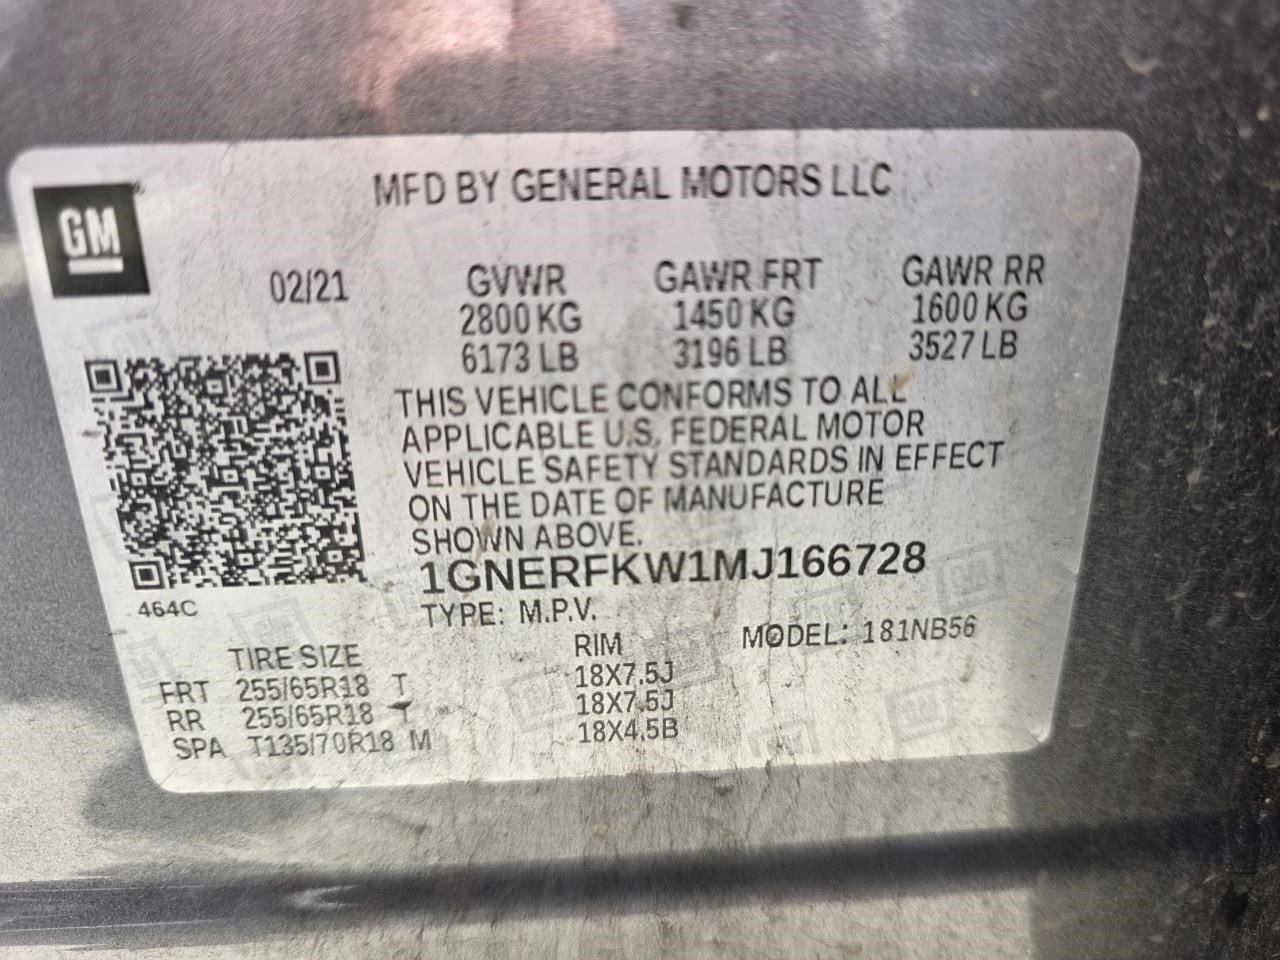 MFD BY GENERAL MOTORS LLC
GM
02/21 GVWR GAWR FRT GAWR RR
2800 KG 1450 KG 1600 KG
6173 LB 3196 LB 3527 LB
THIS VEHICLE CONFORMS TO ALL
APPLICABLE U.S. FEDERAL MOTOR
VEHICLE SAFETY STANDARDS IN EFFECT
ON THE DATE OF MANUFACTURE
SHOWN ABOVE.
1GNERFKW1MJ166728
464C
TYPE: M.P.V. MODEL: 181NB56
TIRE SIZE RIM
FRT 255/65R18 T 18X7.5J
RR 255/65R18 T 18X7.5J
SPA T135/70R18 M 18X4.5B